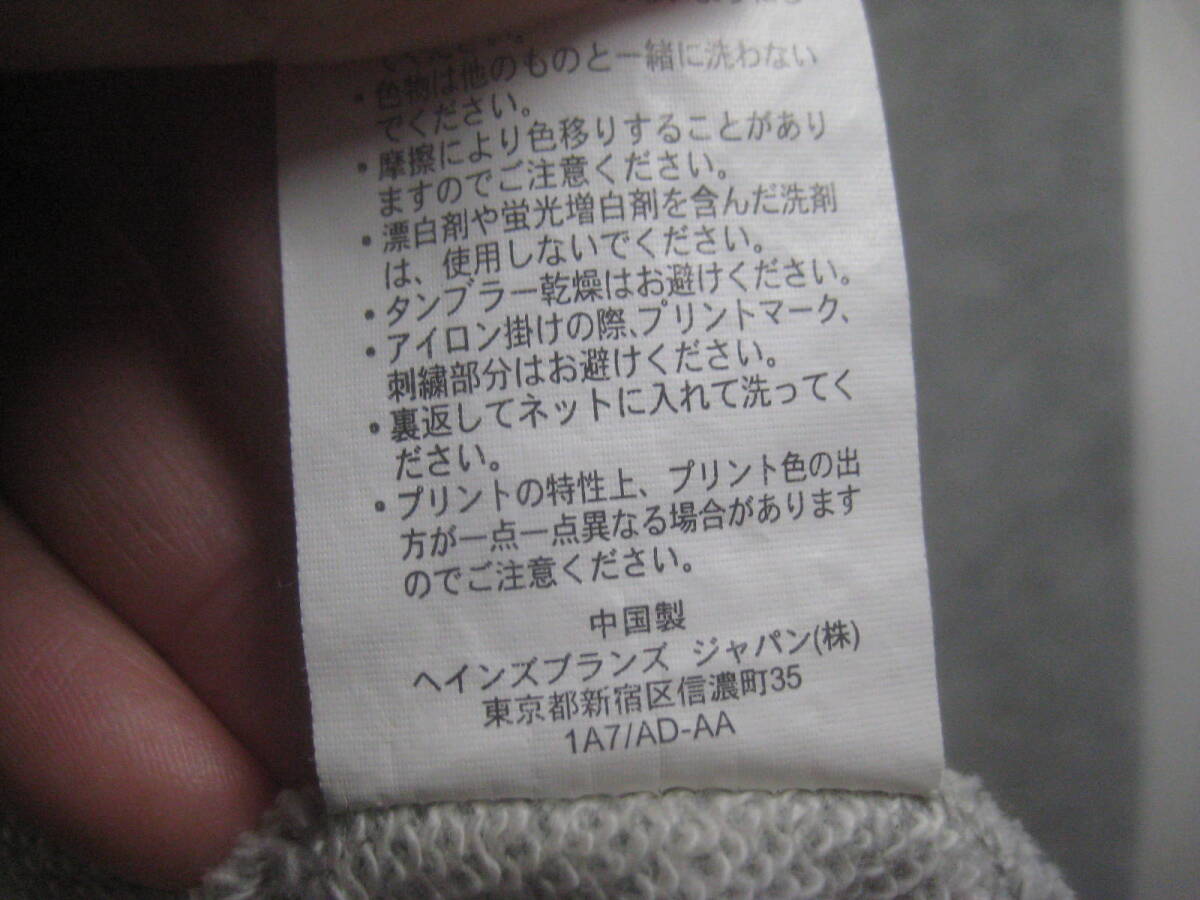 ・色物は他のものと一緒に洗わない
でください。
・摩擦により色移りすることがあり
ますのでご注意ください。
・漂白剤や蛍光増白剤を含んだ洗剤
は、使用しないでください。
・タンブラー乾燥はお避けください。
・アイロン掛けの際、プリントマーク、
刺繍部分はお避けください。
・裏返してネットに入れて洗ってく
ださい。
・プリントの特性上、プリント色の出
方が一点一点異なる場合があります
のでご注意ください。
中国製
ヘインズブランズ ジャパン(株)
東京都新宿区信濃町35
1A7/AD-AA